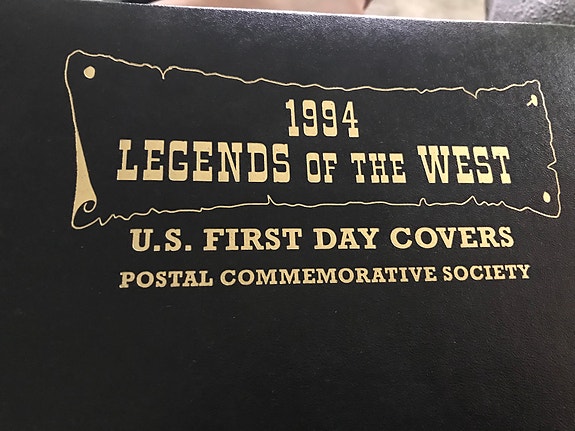 1994
LEGENDS OF THE WEST
U.S. FIRST DAY COVERS
POSTAL COMMEMORATIVE SOCIETY